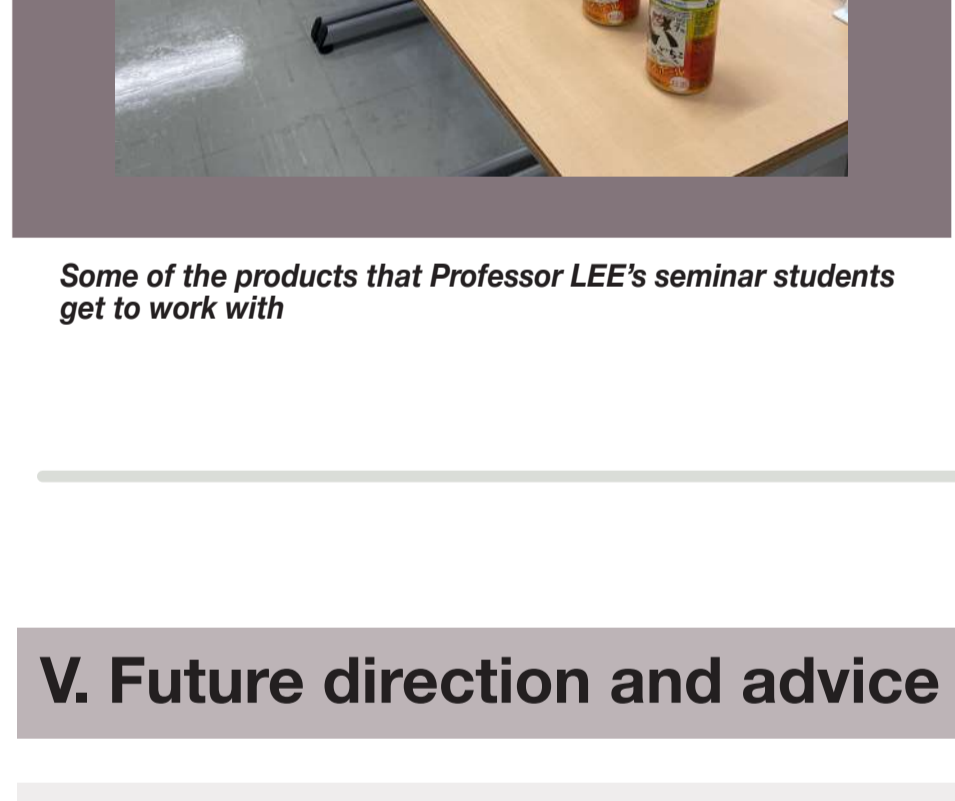 Some of the products that Professor LEE’s seminar students
get to work with
V. Future direction and advice